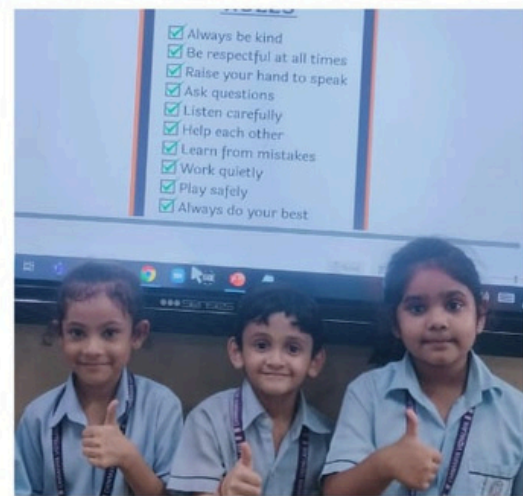 RULES
Always be kind
Be respectful at all times
Raise your hand to speak
Ask questions
Listen carefully
Help each other
Learn from mistakes
Work quietly
Play safely
Always do your best